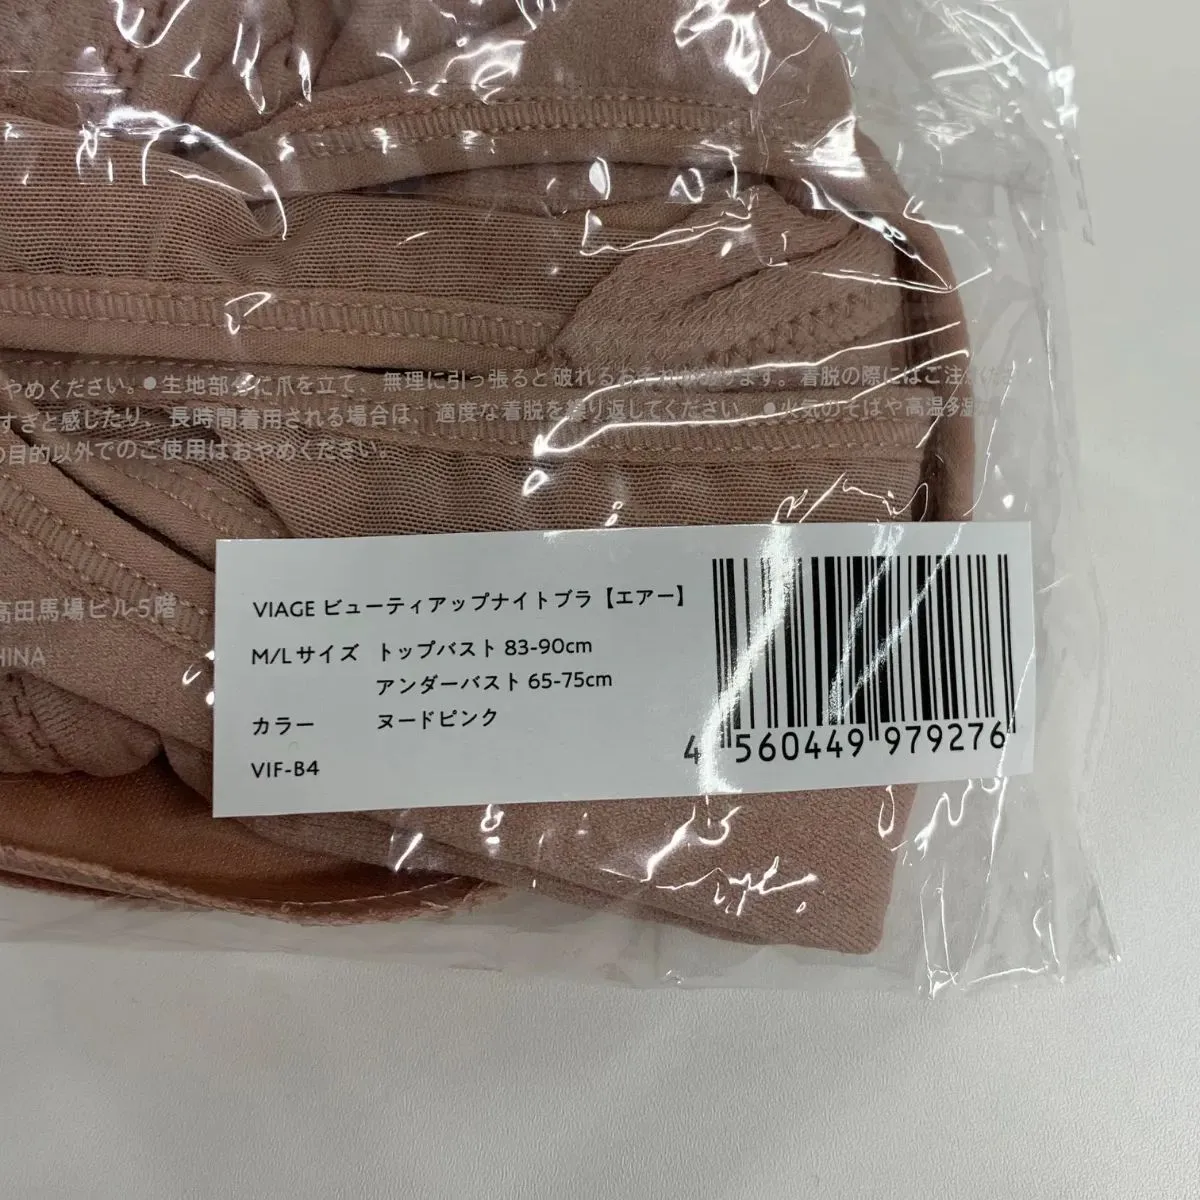 やめください。●生地部分に爪を立て、無理に引っ張ると破れるおそれがあります。着脱の際にはご注意くだ
すぎと感じたり、長時間着用される場合は、適度な着脱を繰り返してください。●火気のそばや高温多湿
の目的以外でのご使用はおやめください。
高田馬場ビル5階
HINA
VIAGE ビューティアップナイトブラ【エアー】
M/Lサイズ トップバスト 83-90cm
アンダーバスト 65-75cm
カラー ヌードピンク
VIF-B4
4 560449 979276